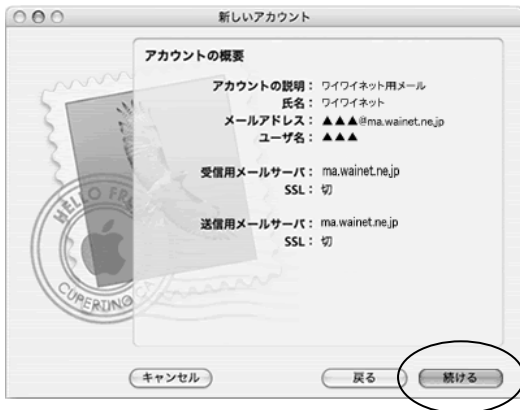 新しいアカウント
アカウントの概要
アカウントの説明： ワイワイネット用メール
氏名： ワイワイネット
メールアドレス： ▲▲▲@ma.wainet.ne.jp
ユーザ名： ▲▲▲
受信用メールサーバ： ma.wainet.ne.jp
SSL： 切
送信用メールサーバ： ma.wainet.ne.jp
SSL： 切
HELLO FR
CUPERTINO CA
キャンセル
戻る
続ける